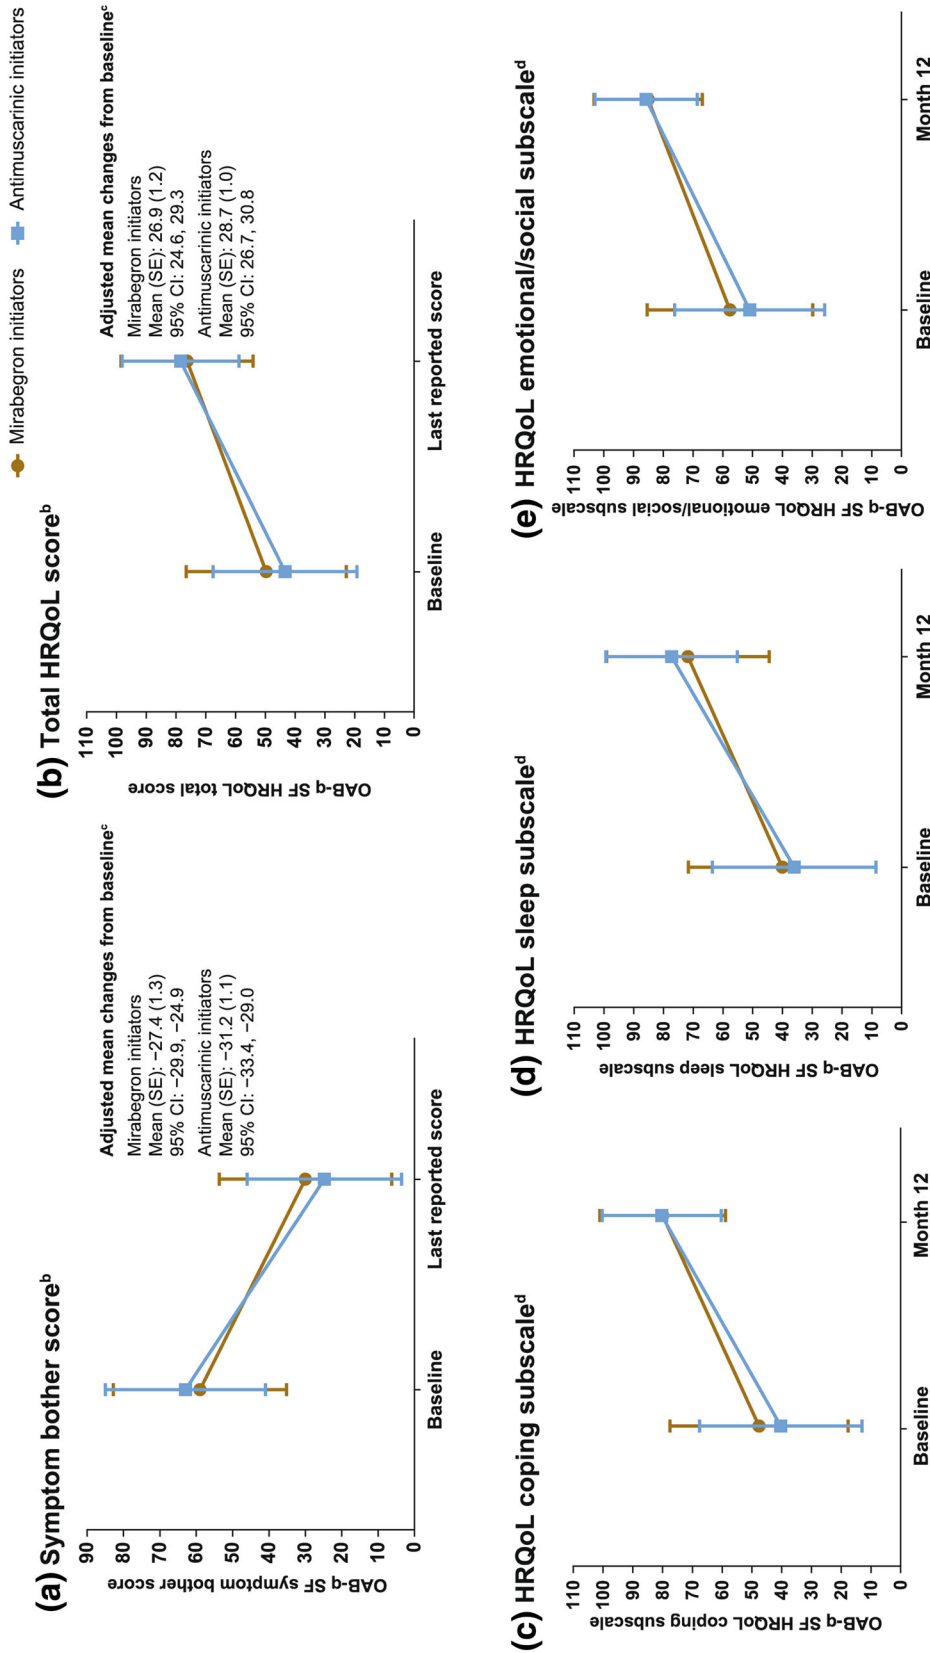 Mirabegron initiators
Antimuscarinic initiators
(a) Symptom bother scoreᵇ
OAB-q SF symptom bother score
90
80
70
60
50
40
30
20
10
0
Baseline
Last reported score
Adjusted mean changes from baselineᶜ
Mirabegron initiators
Mean (SE): −27.4 (1.3)
95% CI: −29.9, −24.9
Antimuscarinic initiators
Mean (SE): −31.2 (1.1)
95% CI: −33.4, −29.0
(b) Total HRQoL scoreᵇ
OAB-q SF HRQoL total score
110
100
90
80
70
60
50
40
30
20
10
0
Baseline
Last reported score
Adjusted mean changes from baselineᶜ
Mirabegron initiators
Mean (SE): 26.9 (1.2)
95% CI: 24.6, 29.3
Antimuscarinic initiators
Mean (SE): 28.7 (1.0)
95% CI: 26.7, 30.8
(c) HRQoL coping subscaleᵈ
OAB-q SF HRQoL coping subscale
110
100
90
80
70
60
50
40
30
20
10
0
Baseline
Month 12
(d) HRQoL sleep subscaleᵈ
OAB-q SF HRQoL sleep subscale
110
100
90
80
70
60
50
40
30
20
10
0
Baseline
Month 12
(e) HRQoL emotional/social subscaleᵈ
OAB-q SF HRQoL emotional/social subscale
110
100
90
80
70
60
50
40
30
20
10
0
Baseline
Month 12